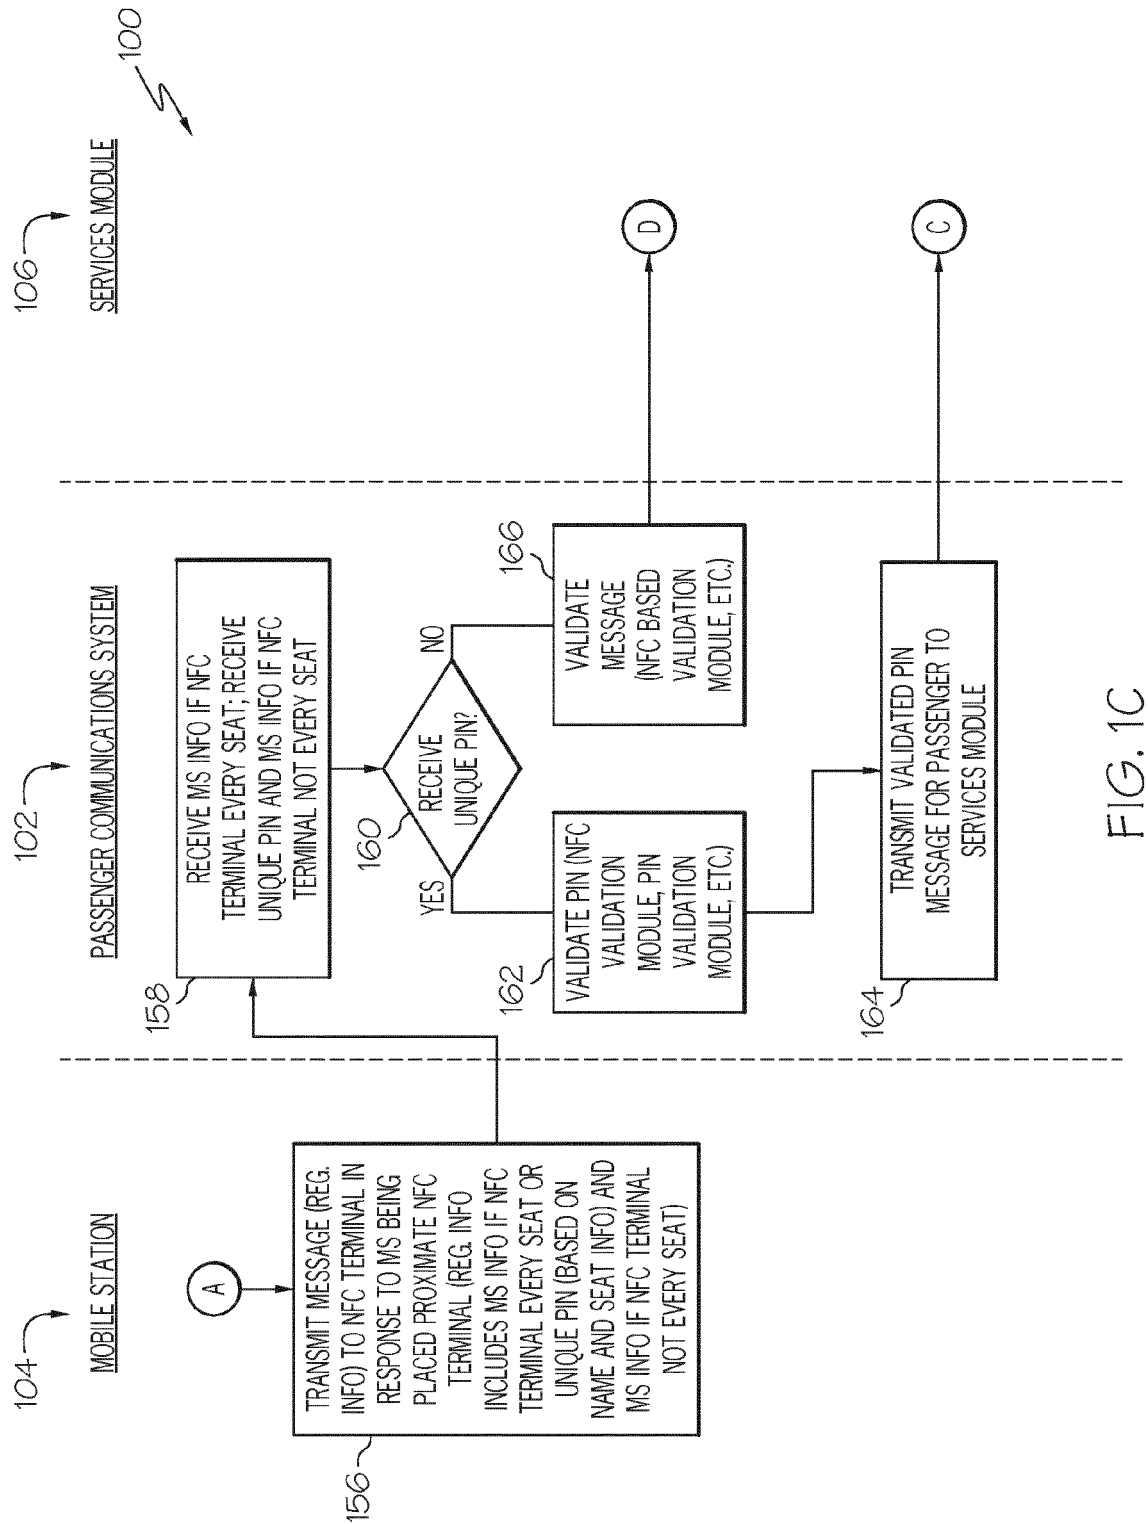 104
MOBILE STATION
102
PASSENGER COMMUNICATIONS SYSTEM
106
SERVICES MODULE
100
A
TRANSMIT MESSAGE (REG.
INFO) TO NFC TERMINAL IN
RESPONSE TO MS BEING
PLACED PROXIMATE NFC
TERMINAL (REG. INFO
INCLUDES MS INFO IF NFC
TERMINAL EVERY SEAT OR
UNIQUE PIN (BASED ON
NAME AND SEAT INFO) AND
MS INFO IF NFC TERMINAL
NOT EVERY SEAT)
156
158
RECEIVE MS INFO IF NFC
TERMINAL EVERY SEAT; RECEIVE
UNIQUE PIN AND MS INFO IF NFC
TERMINAL NOT EVERY SEAT
160
RECEIVE
UNIQUE PIN?
YES
NO
162
VALIDATE PIN (NFC
VALIDATION
MODULE, PIN
VALIDATION
MODULE, ETC.)
166
VALIDATE
MESSAGE
(NFC BASED
VALIDATION
MODULE, ETC.)
D
164
TRANSMIT VALIDATED PIN
MESSAGE FOR PASSENGER TO
SERVICES MODULE
C
FIG. 1C